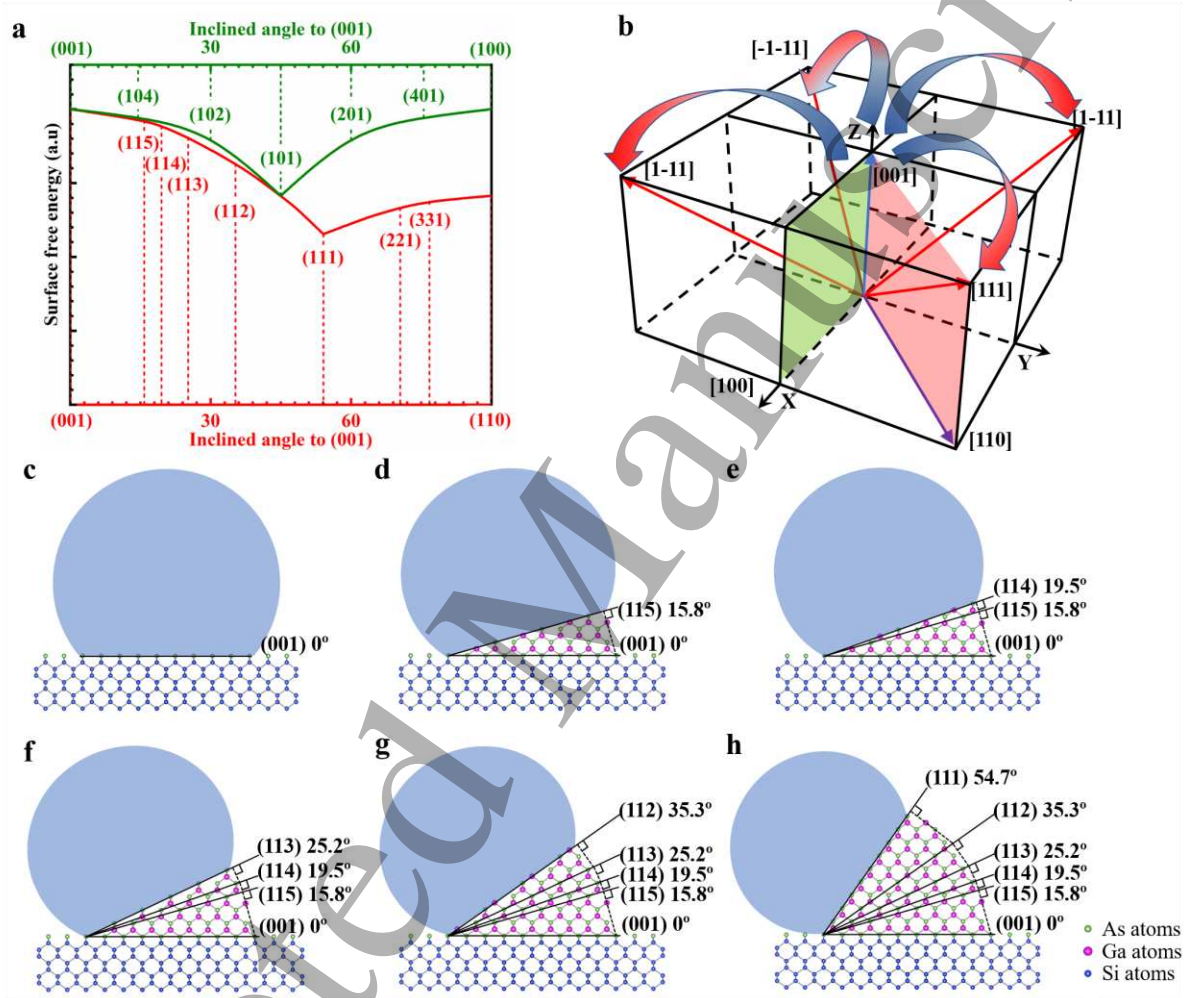 a
Inclined angle to (001)
(001) 30 60 (100)
(104)
(102)
(201)
(401)
(101)
(115)
(114)
(113)
(112)
(111)
(221)
(331)
Surface free energy (a.u)
(001) 30 60 (110)
Inclined angle to (001)
b
[-1-11]
Z
[1-11]
[1-11]
[001]
[111]
Y
[100]
X
[110]
c
(001) 0º
d
(115) 15.8º
(001) 0º
e
(114) 19.5º
(115) 15.8º
(001) 0º
f
(113) 25.2º
(114) 19.5º
(115) 15.8º
(001) 0º
g
(112) 35.3º
(113) 25.2º
(114) 19.5º
(115) 15.8º
(001) 0º
h
(111) 54.7º
(112) 35.3º
(113) 25.2º
(114) 19.5º
(115) 15.8º
(001) 0º
As atoms
Ga atoms
Si atoms
ted Manuscri